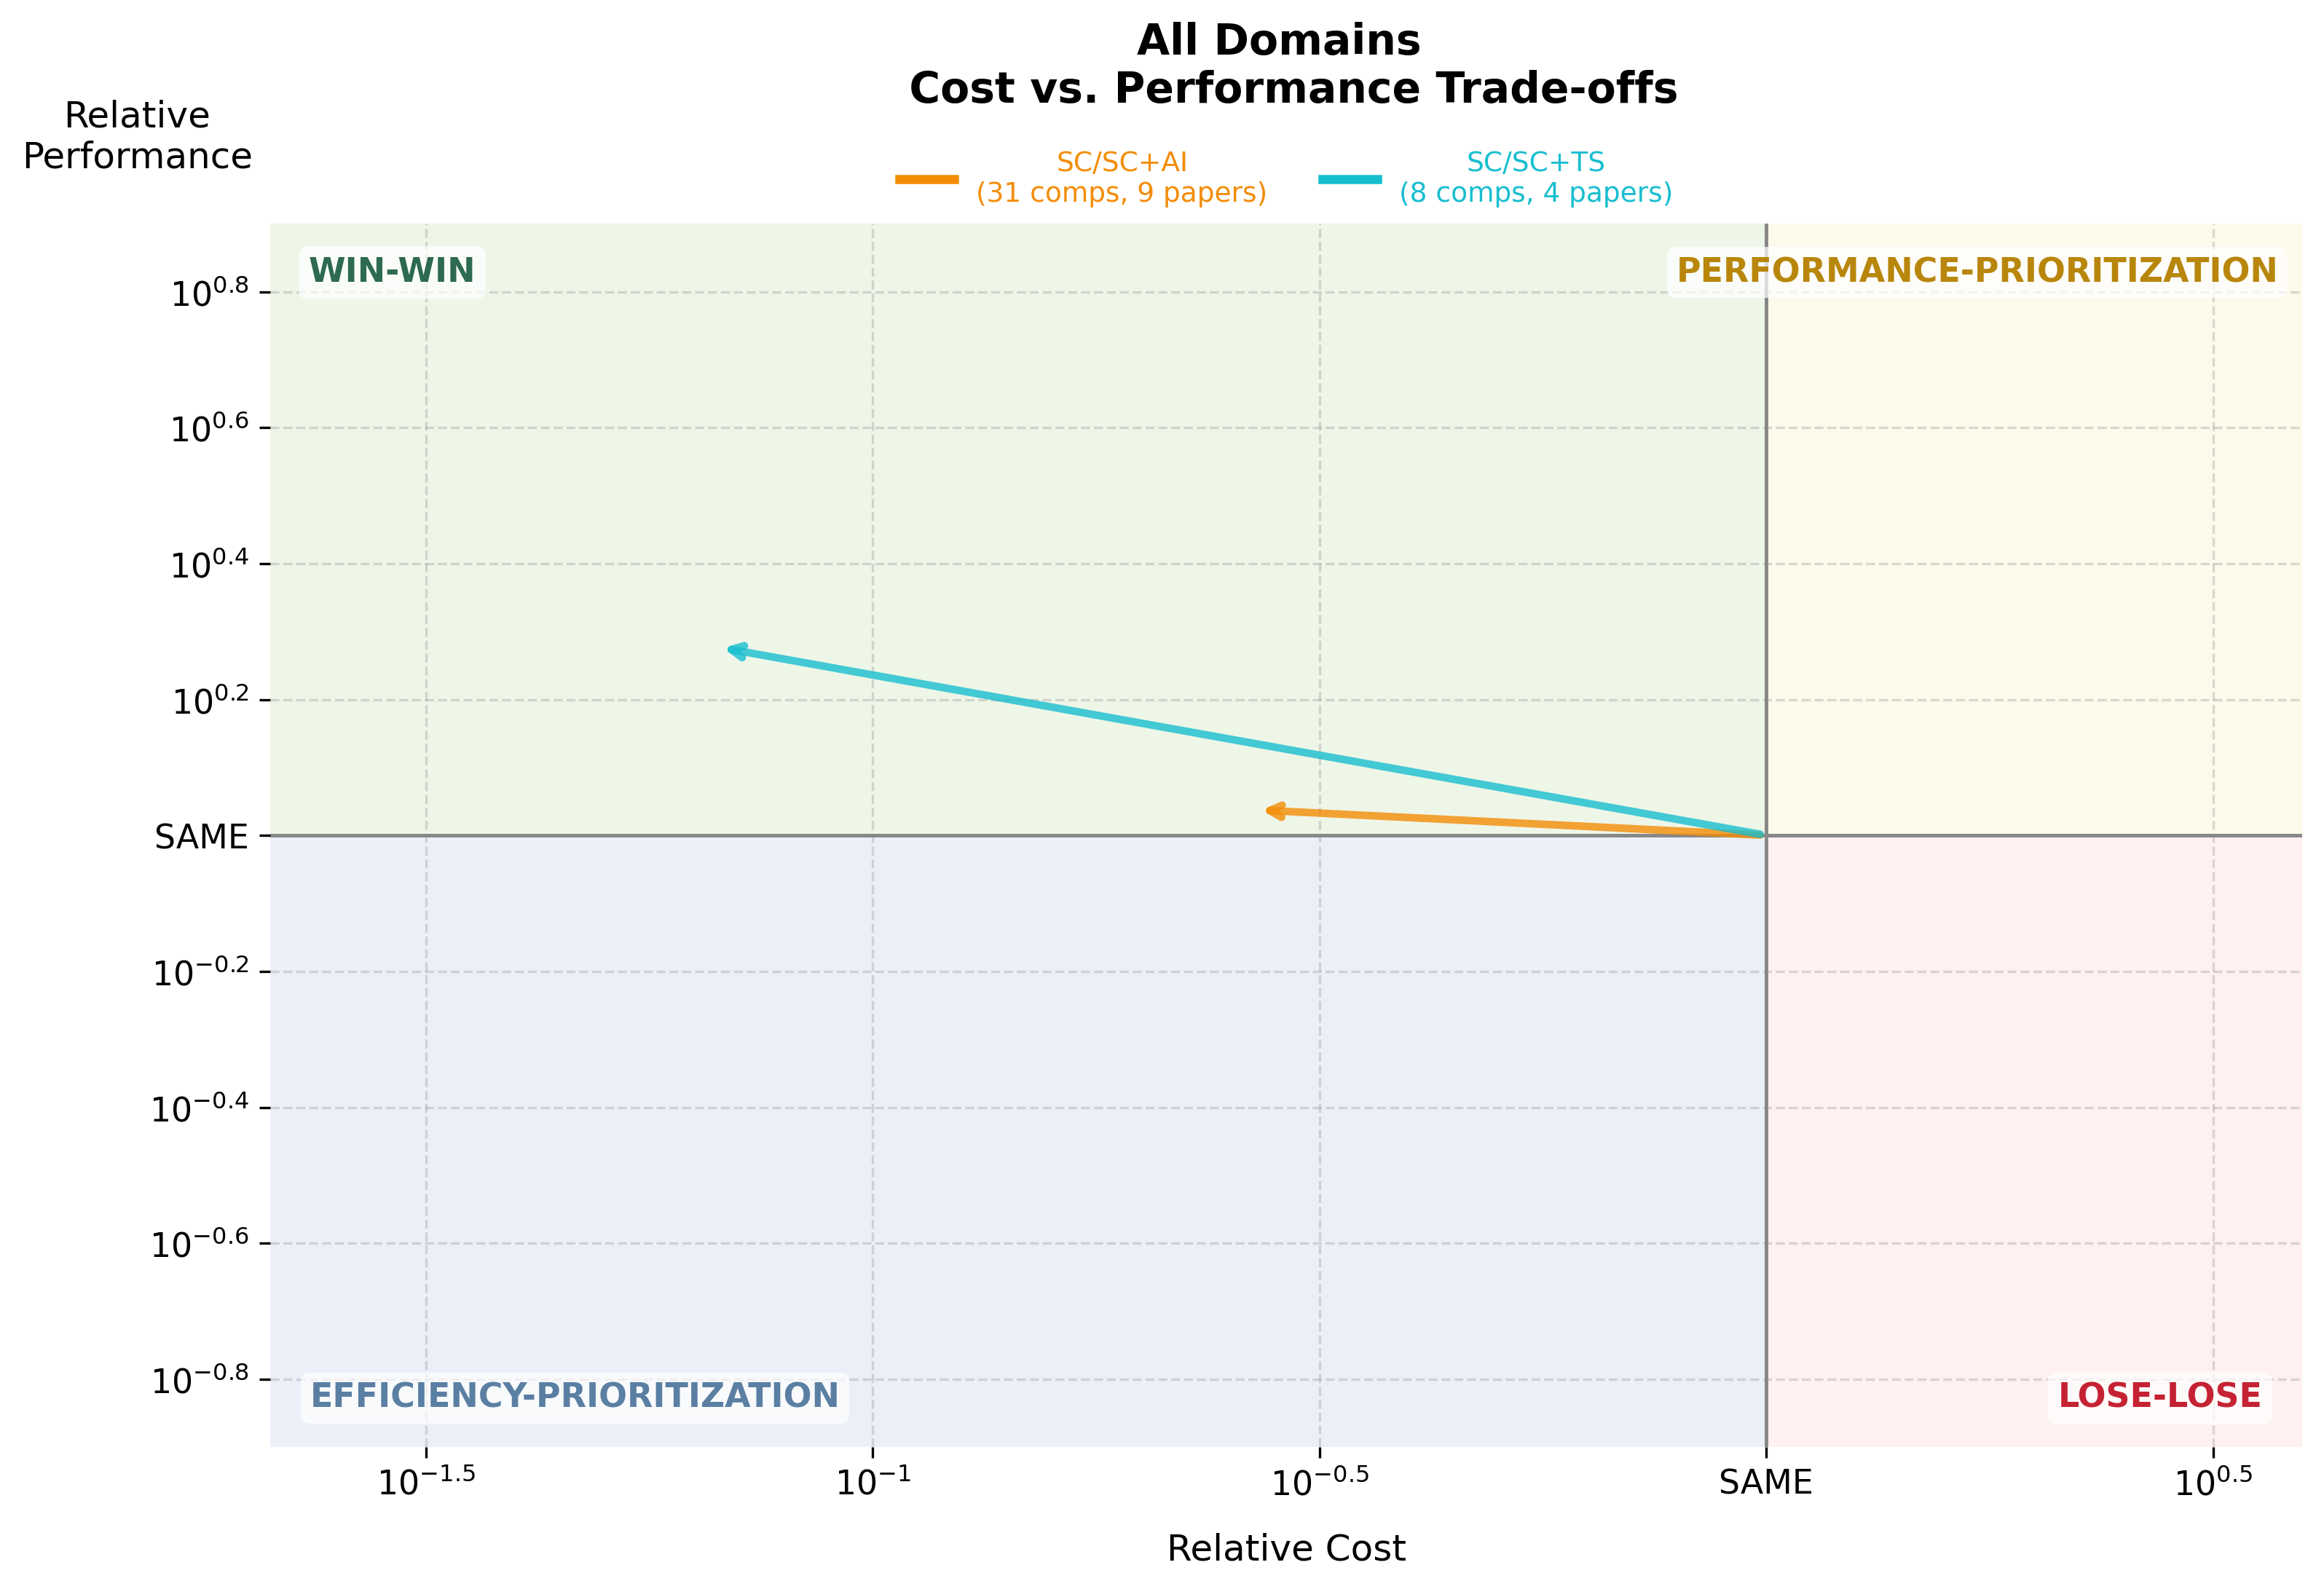 All Domains
Cost vs. Performance Trade-offs
Relative
Performance
SC/SC+AI
(31 comps, 9 papers)
SC/SC+TS
(8 comps, 4 papers)
WIN-WIN
PERFORMANCE-PRIORITIZATION
10^0.8
10^0.6
10^0.4
10^0.2
SAME
10^−0.2
10^−0.4
10^−0.6
10^−0.8
EFFICIENCY-PRIORITIZATION
LOSE-LOSE
10^−1.5
10^−1
10^−0.5
SAME
10^0.5
Relative Cost